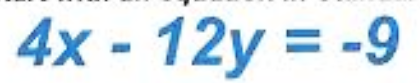 4x - 12y = -9